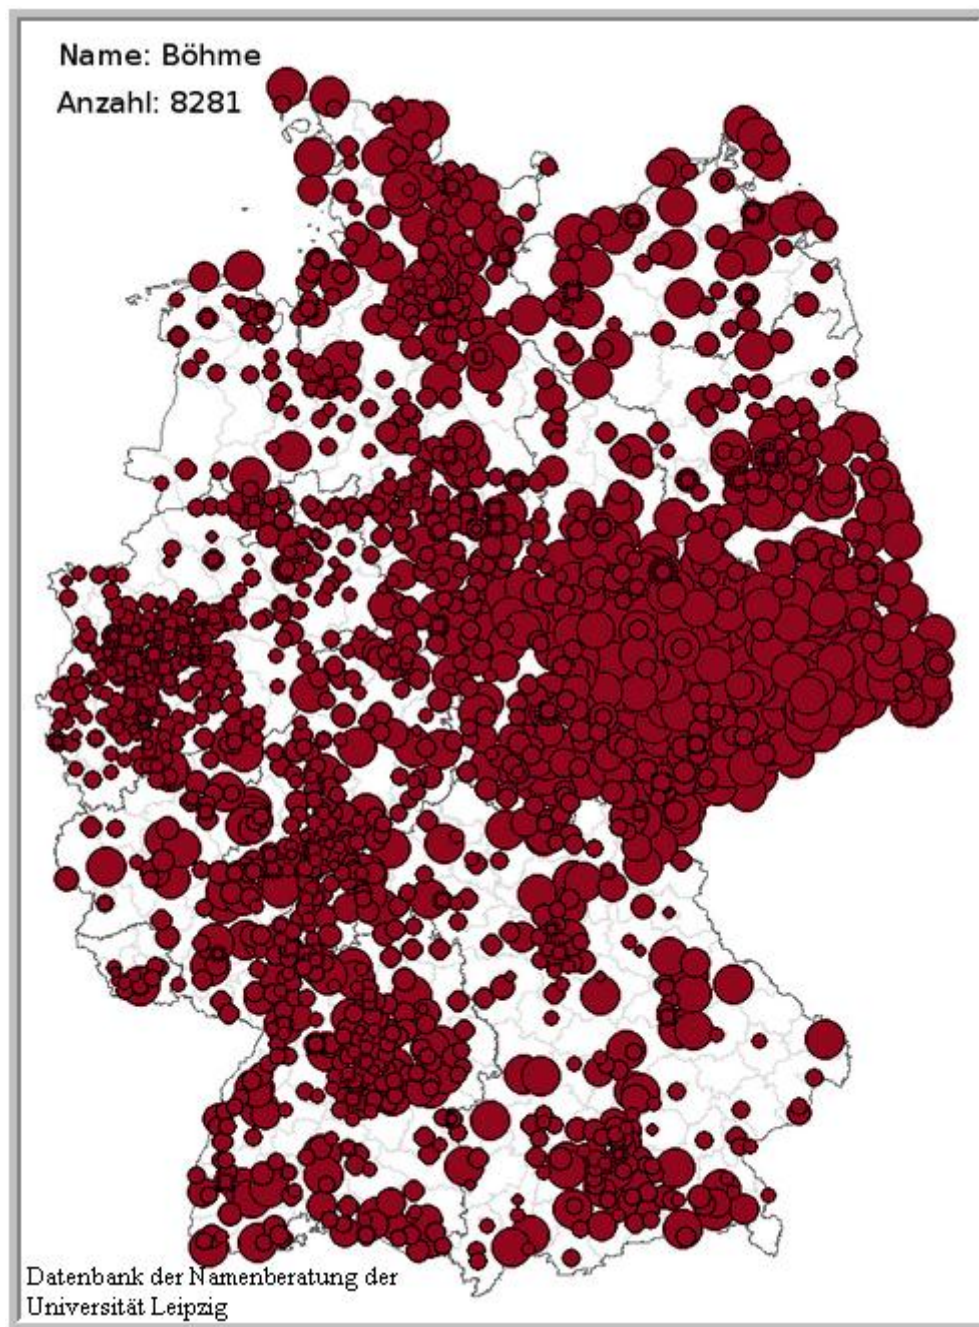 Name: Böhme
Anzahl: 8281
Datenbank der Namenberatung der
Universität Leipzig